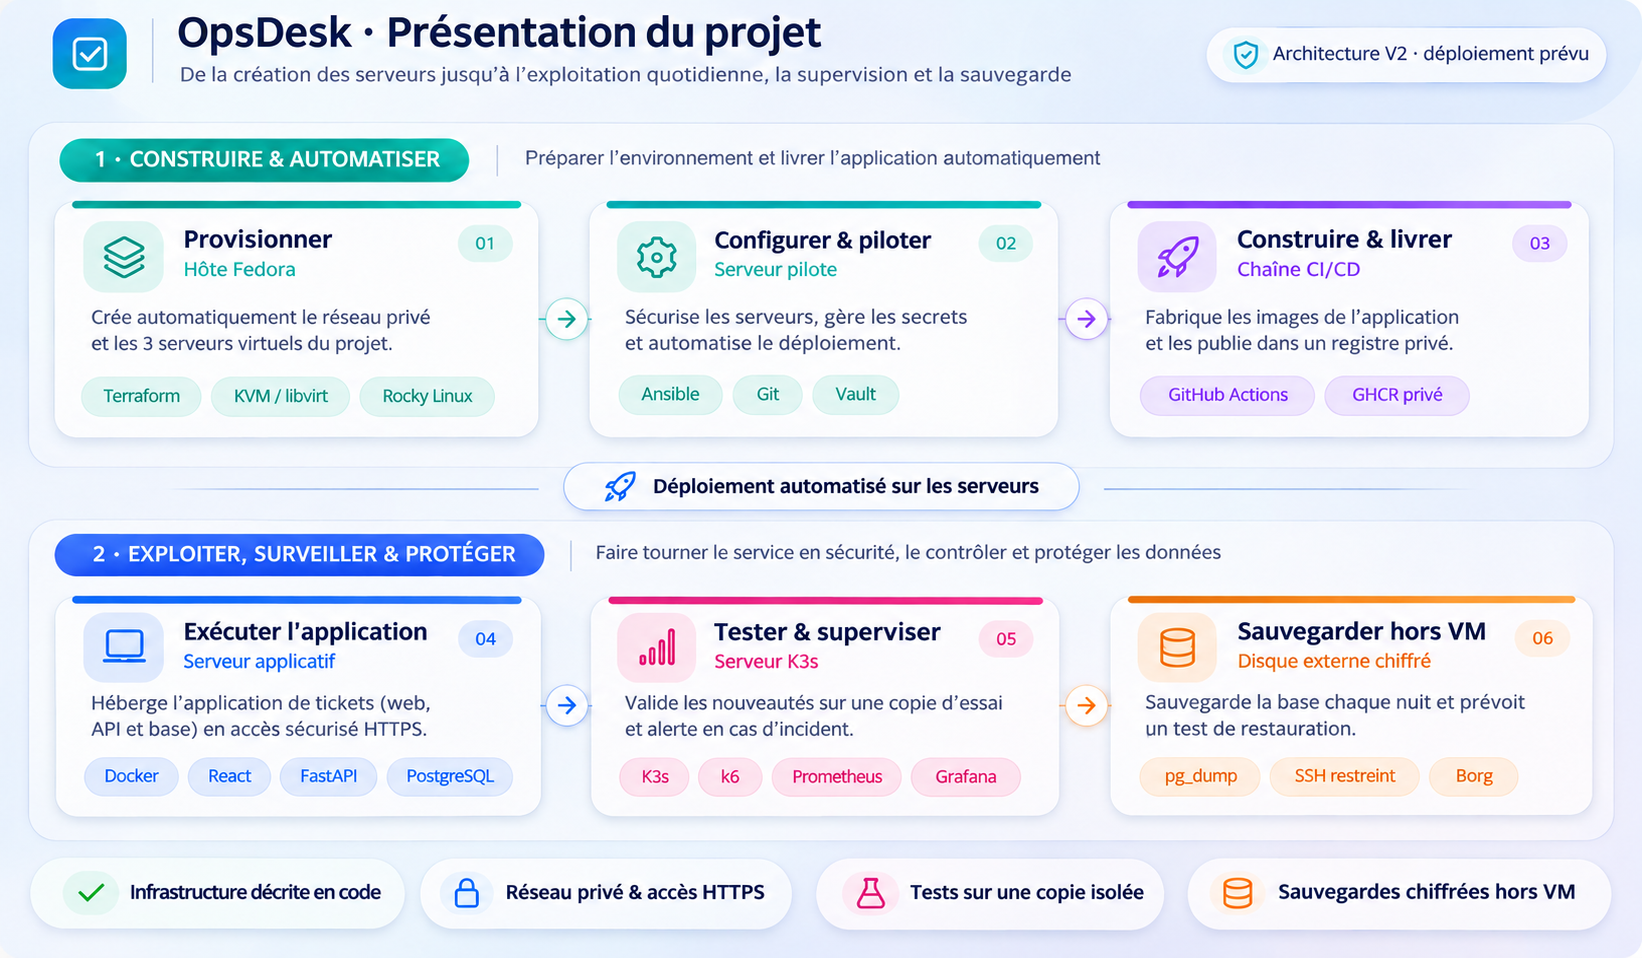 OpsDesk · Présentation du projet
De la création des serveurs jusqu’à l’exploitation quotidienne, la supervision et la sauvegarde
Architecture V2 · déploiement prévu
1 · CONSTRUIRE & AUTOMATISER
Préparer l’environnement et livrer l’application automatiquement
Provisionner
01
Hôte Fedora
Crée automatiquement le réseau privé
et les 3 serveurs virtuels du projet.
Terraform
KVM / libvirt
Rocky Linux
Configurer & piloter
02
Serveur pilote
Sécurise les serveurs, gère les secrets
et automatise le déploiement.
Ansible
Git
Vault
Construire & livrer
03
Chaîne CI/CD
Fabrique les images de l’application
et les publie dans un registre privé.
GitHub Actions
GHCR privé
Déploiement automatisé sur les serveurs
2 · EXPLOITER, SURVEILLER & PROTÉGER
Faire tourner le service en sécurité, le contrôler et protéger les données
Exécuter l’application
04
Serveur applicatif
Héberge l’application de tickets (web,
API et base) en accès sécurisé HTTPS.
Docker
React
FastAPI
PostgreSQL
Tester & superviser
05
Serveur K3s
Valide les nouveautés sur une copie d’essai
et alerte en cas d’incident.
K3s
k6
Prometheus
Grafana
Sauvegarder hors VM
06
Disque externe chiffré
Sauvegarde la base chaque nuit et prévoit
un test de restauration.
pg_dump
SSH restreint
Borg
Infrastructure décrite en code
Réseau privé & accès HTTPS
Tests sur une copie isolée
Sauvegardes chiffrées hors VM